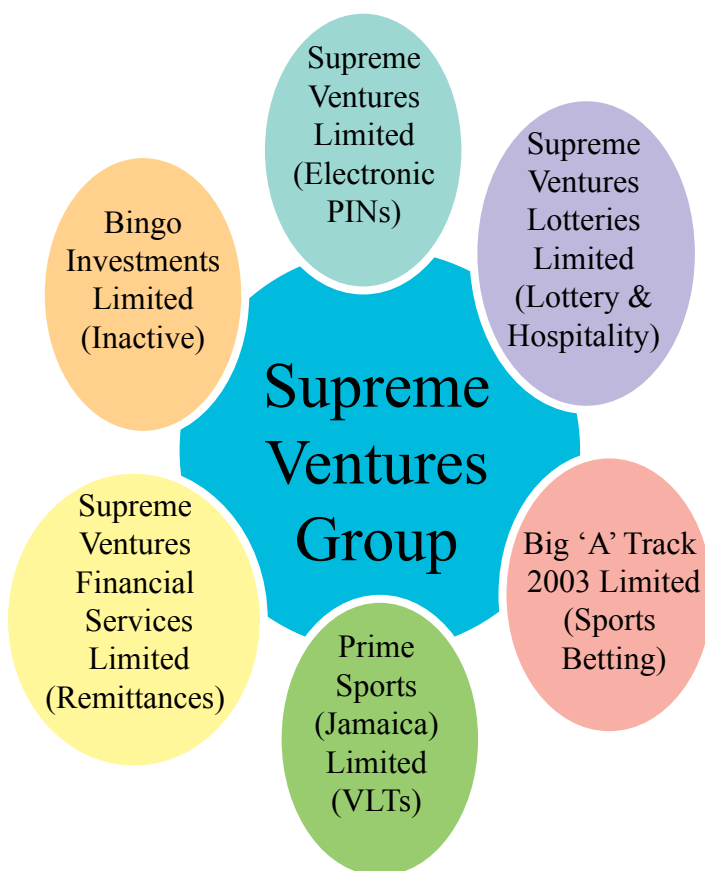 Supreme
Ventures
Limited
(Electronic
PINs)
Supreme
Ventures
Lotteries
Limited
(Lottery &
Hospitality)
Bingo
Investments
Limited
(Inactive)
Supreme
Ventures
Group
Supreme
Ventures
Financial
Services
Limited
(Remittances)
Big ‘A’ Track
2003 Limited
(Sports
Betting)
Prime
Sports
(Jamaica)
Limited
(VLTs)